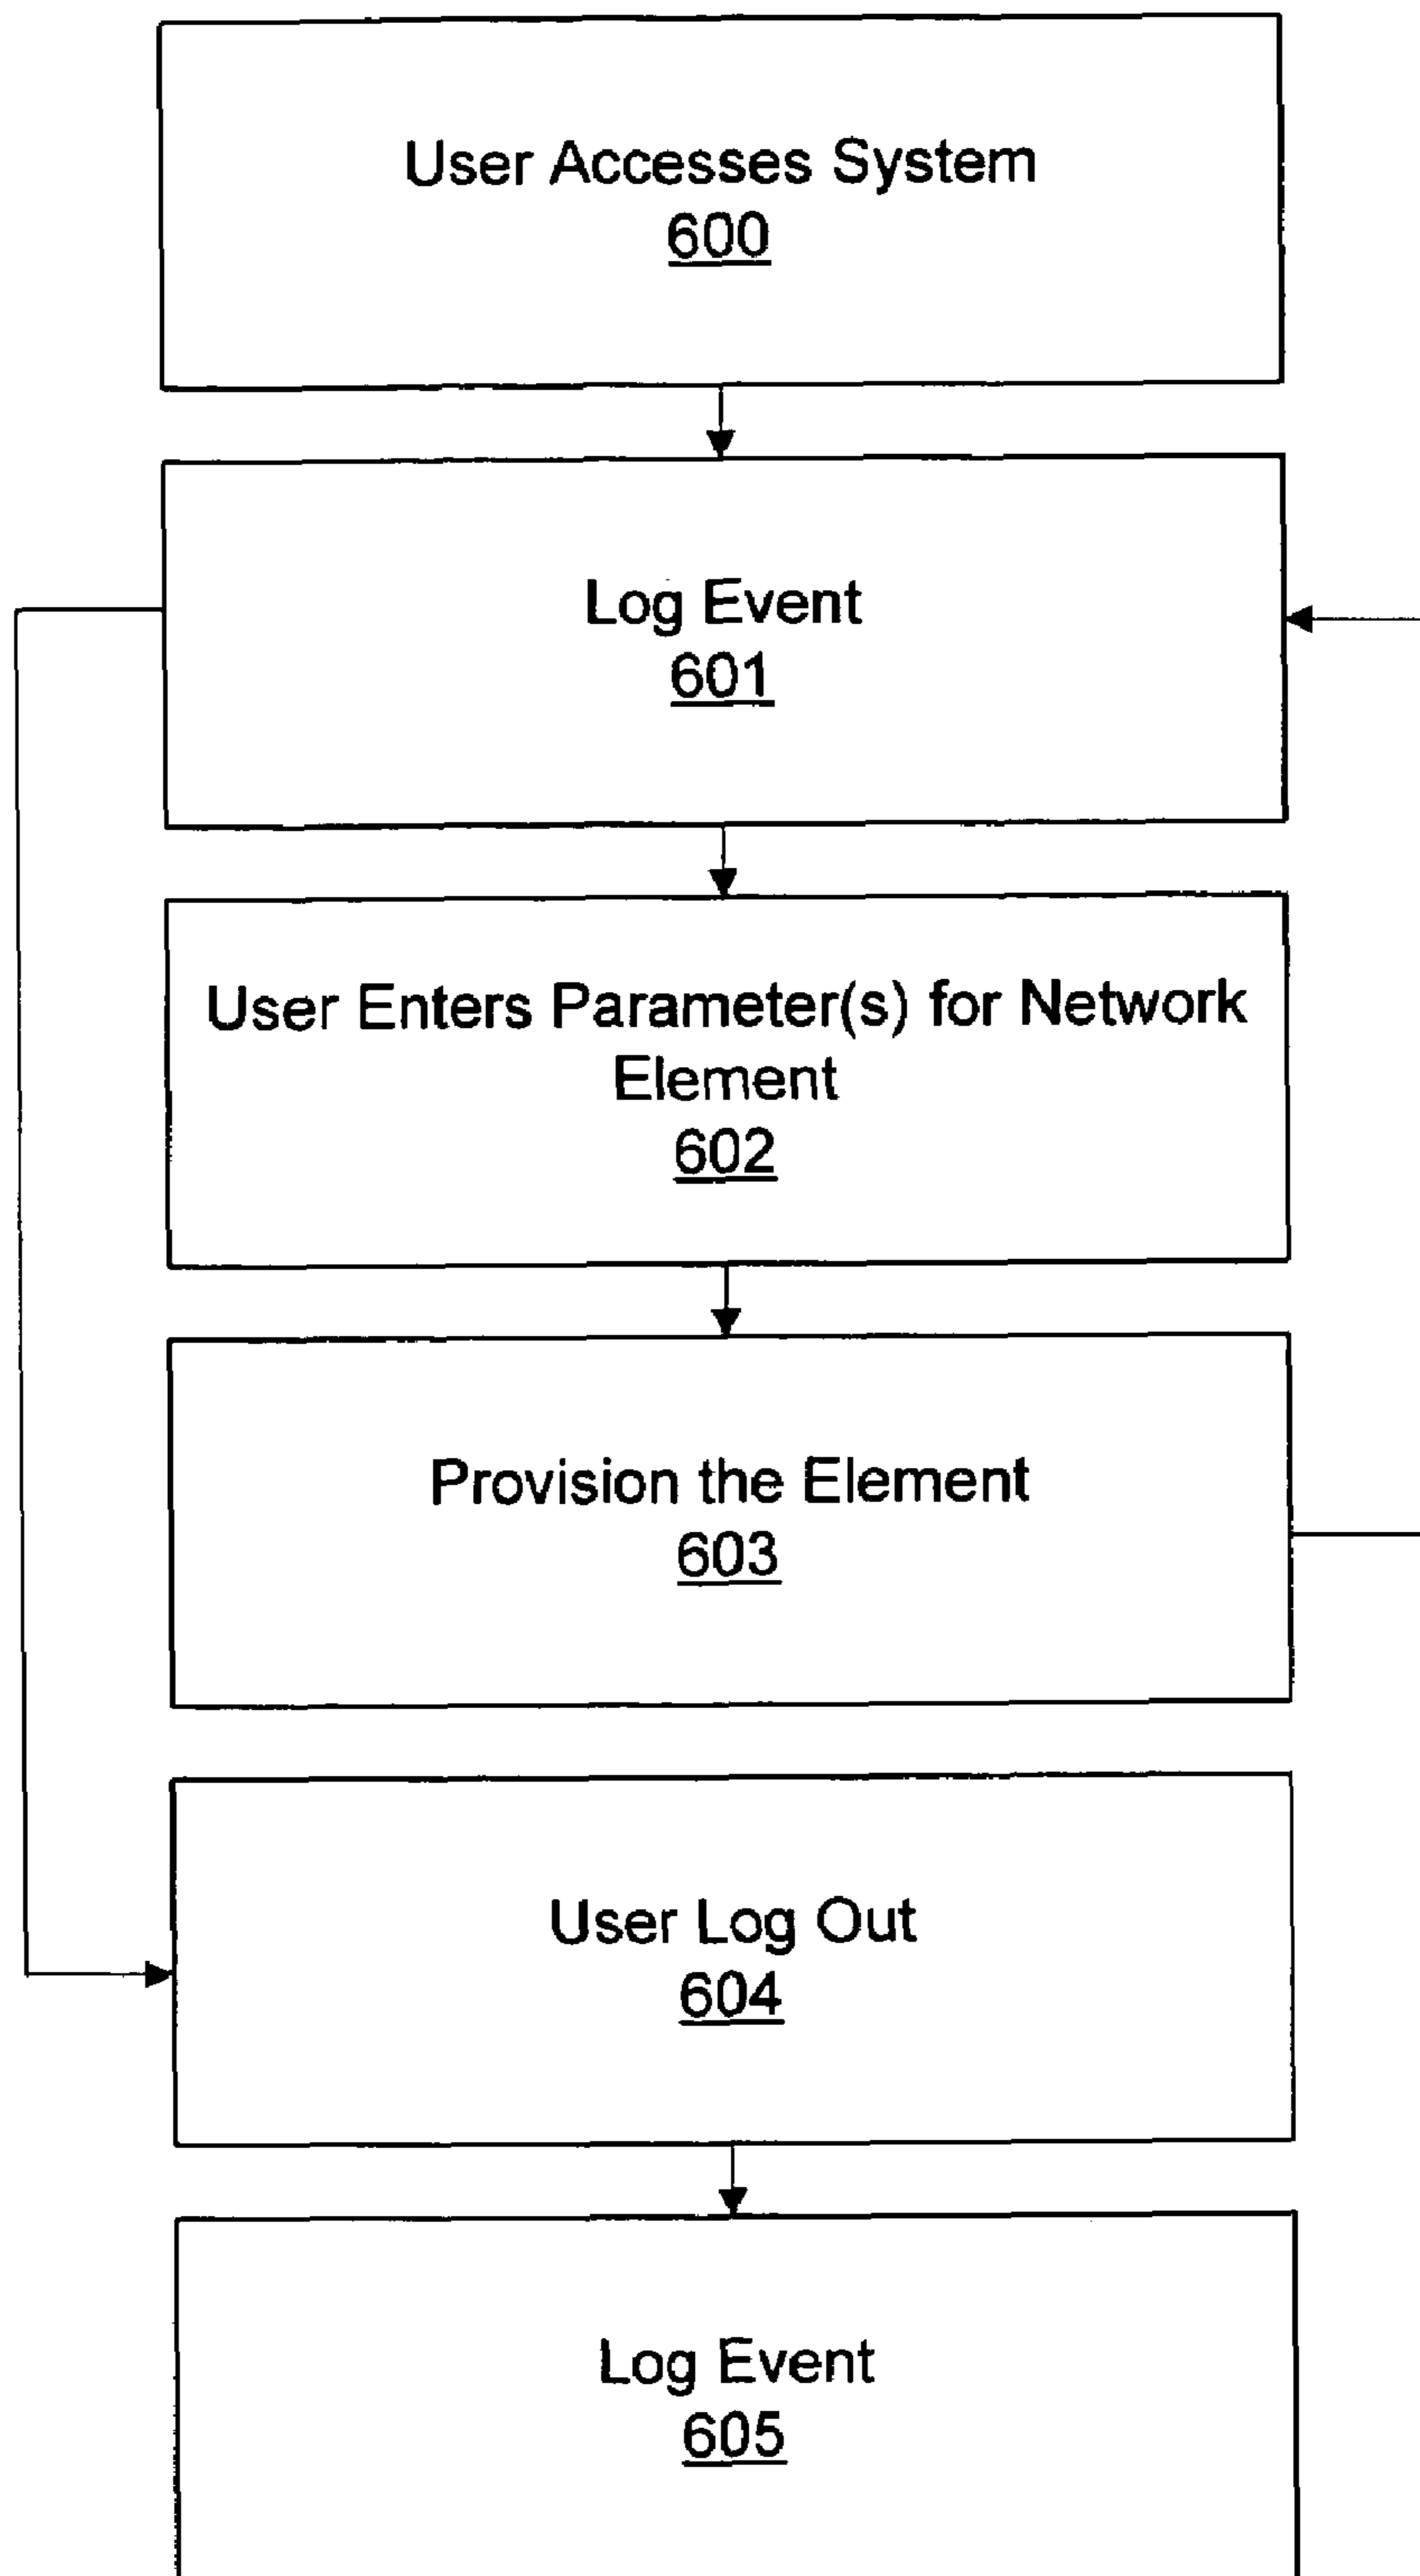 User Accesses System
600
Log Event
601
User Enters Parameter(s) for Network
Element
602
Provision the Element
603
User Log Out
604
Log Event
605